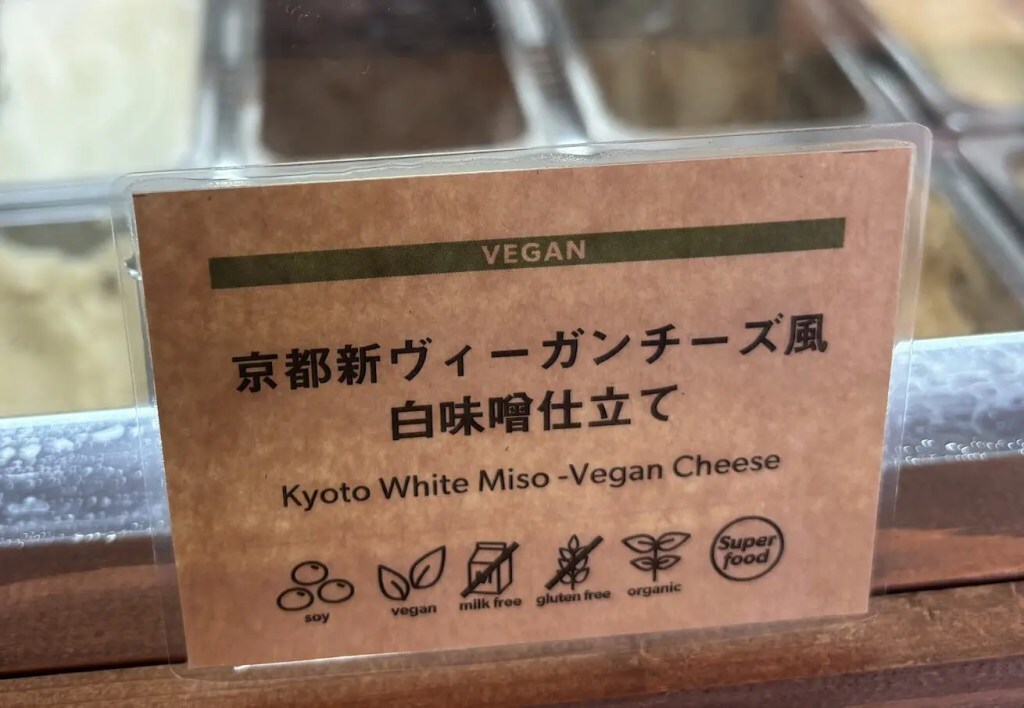 VEGAN
京都新ヴィーガンチーズ風
白味噌仕立て
Kyoto White Miso -Vegan Cheese
soy
vegan
M
milk free
gluten free
organic
Super
food